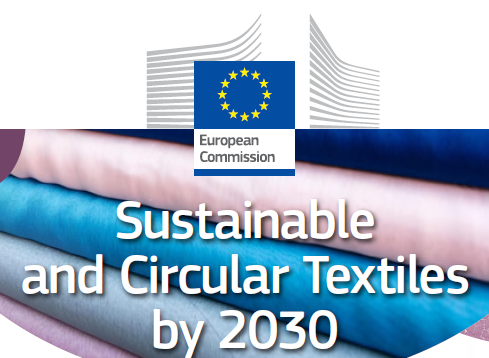 European
Commission
Sustainable
and Circular Textiles
by 2030